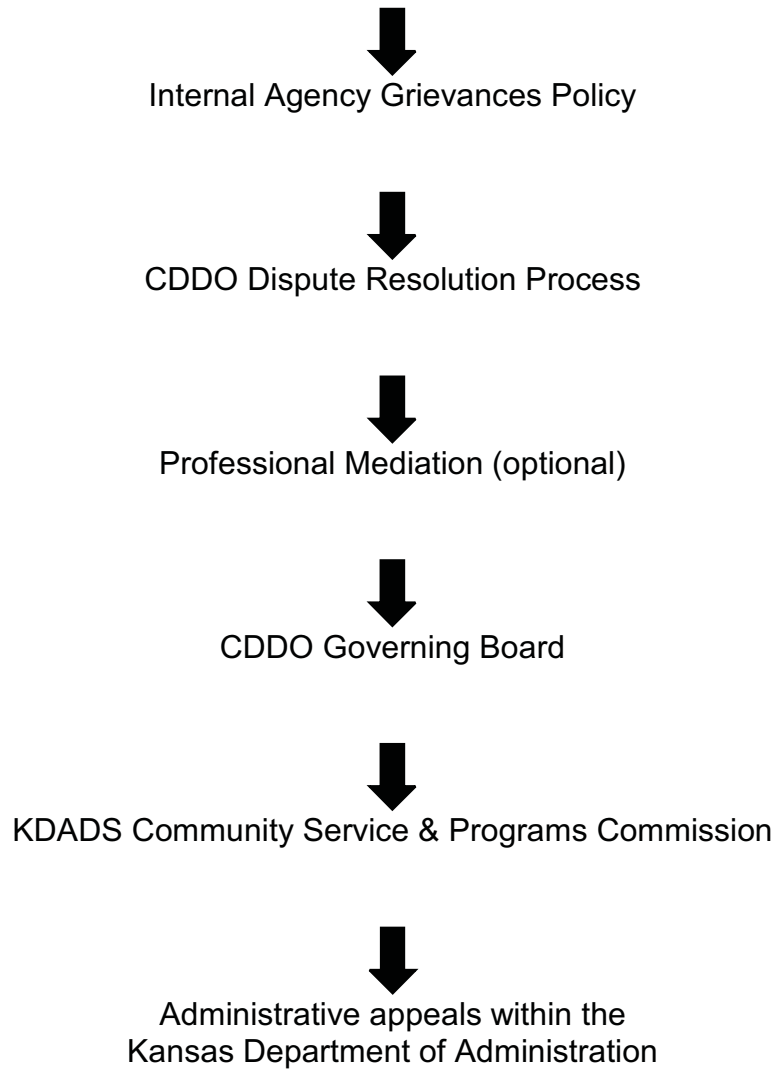 Internal Agency Grievances Policy
CDDO Dispute Resolution Process
Professional Mediation (optional)
CDDO Governing Board
KDADS Community Service & Programs Commission
Administrative appeals within the
Kansas Department of Administration